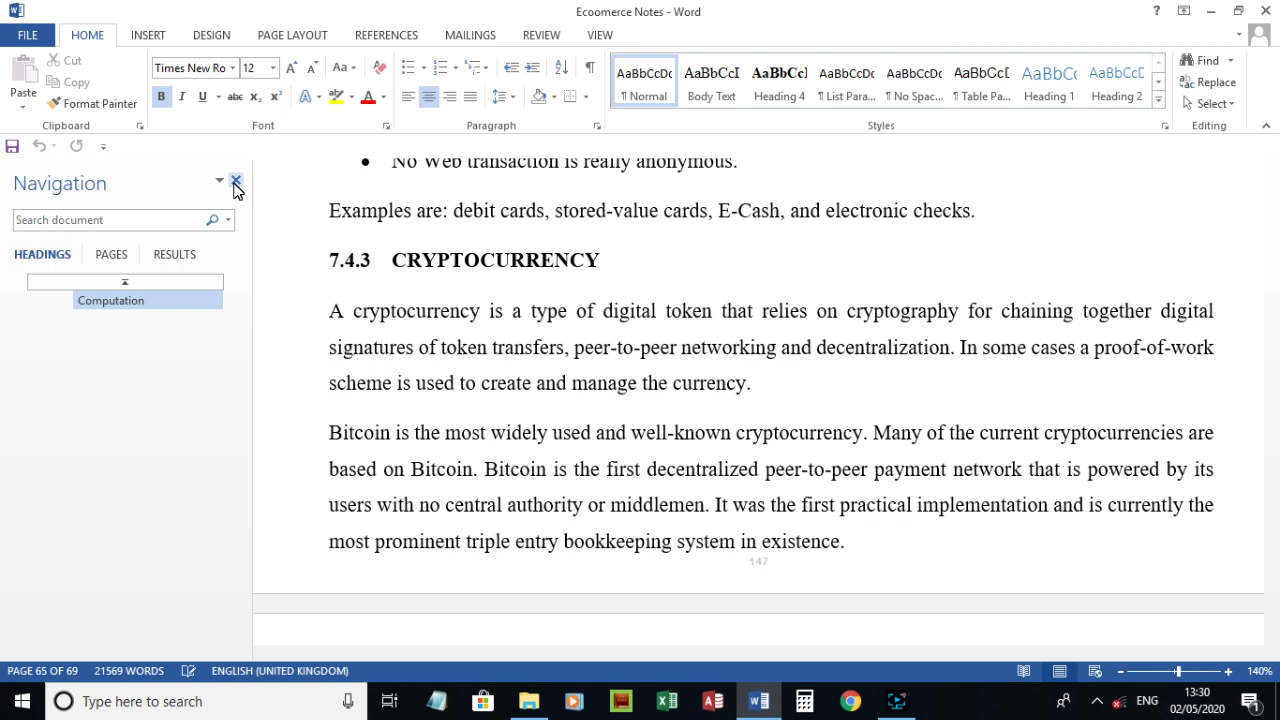 Ecoomerce Notes - Word
?
FILE HOME INSERT DESIGN PAGE LAYOUT REFERENCES MAILINGS REVIEW VIEW
Paste Cut Copy Format Painter
Clipboard
Times New Ro 12 Aa
B I U abc X₂ X² A A
Font
Paragraph
AaBbCcDc AaBbCcI AaBbCcI AaBbCcDc AaBbCcDc AaBbCcD AaBbCc AaBbCcD
¶ Normal Body Text Heading 4 ¶ List Para... ¶ No Spac... ¶ Table Pa... Heading 1 Heading 2
Styles
Find
Replace
Select
Editing
Navigation
Search document
HEADINGS PAGES RESULTS
Computation
• No Web transaction is really anonymous.
Examples are: debit cards, stored-value cards, E-Cash, and electronic checks.
7.4.3 CRYPTOCURRENCY
A cryptocurrency is a type of digital token that relies on cryptography for chaining together digital
signatures of token transfers, peer-to-peer networking and decentralization. In some cases a proof-of-work
scheme is used to create and manage the currency.
Bitcoin is the most widely used and well-known cryptocurrency. Many of the current cryptocurrencies are
based on Bitcoin. Bitcoin is the first decentralized peer-to-peer payment network that is powered by its
users with no central authority or middlemen. It was the first practical implementation and is currently the
most prominent triple entry bookkeeping system in existence.
147
PAGE 65 OF 69 21569 WORDS ENGLISH (UNITED KINGDOM) 140%
Type here to search
ENG
13:30
02/05/2020
1